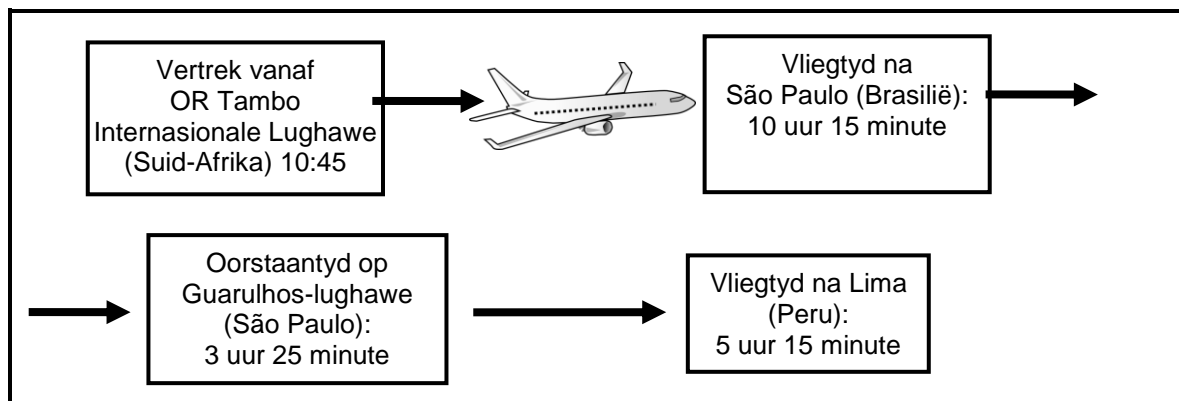 Vertrek vanaf
OR Tambo
Internasionale Lughawe
(Suid-Afrika) 10:45
Vliegtyd na
São Paulo (Brasilië):
10 uur 15 minute
Oorstaantyd op
Guarulhos-lughawe
(São Paulo):
3 uur 25 minute
Vliegtyd na Lima
(Peru):
5 uur 15 minute